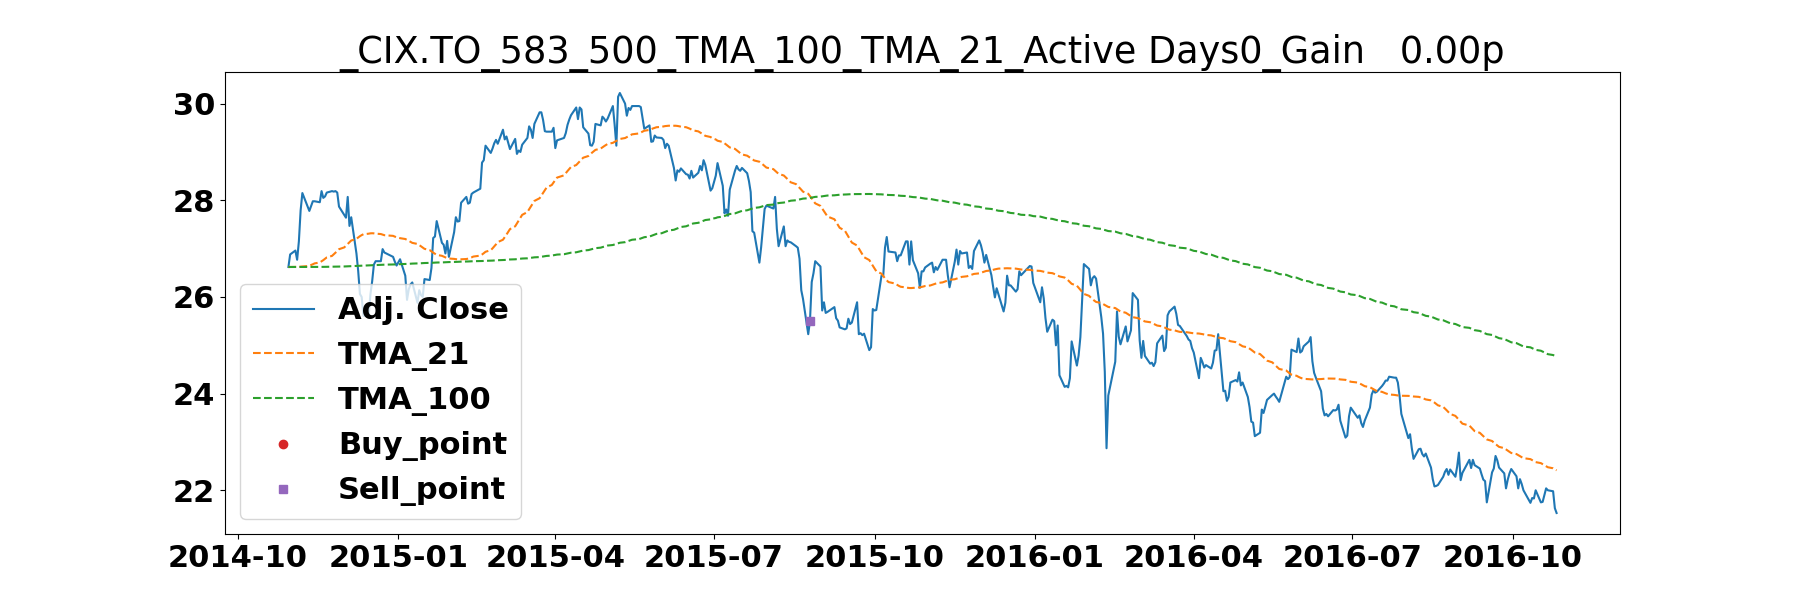 _CIX.TO_583_500_TMA_100_TMA_21_Active Days0_Gain   0.00p
30
28
26
24
22
Adj. Close
TMA_21
TMA_100
Buy_point
Sell_point
2014-10 2015-01 2015-04 2015-07 2015-10 2016-01 2016-04 2016-07 2016-10